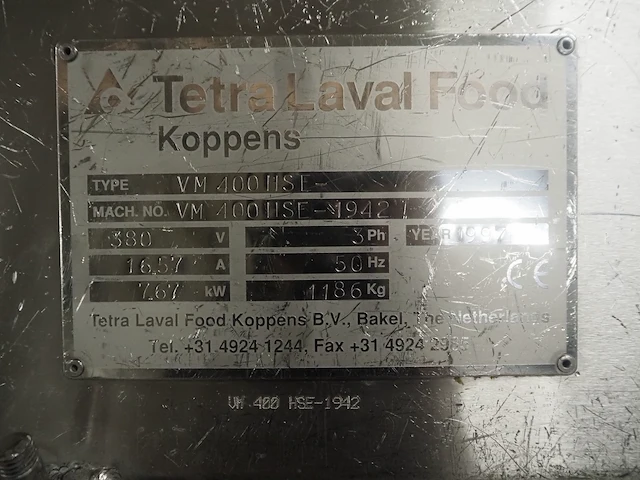 Tetra Laval Food
Koppens
TYPE VM 400 HSE-
MACH. NO. VM 400 HSE-1942
380 V 3 Ph YEAR
16,57 A 50 Hz
7,67 kW 1186 Kg
CE
Tetra Laval Food Koppens B.V., Bakel, The Netherlands
Tel. +31 4924 1244, Fax +31 4924
VM 400 HSE-1942